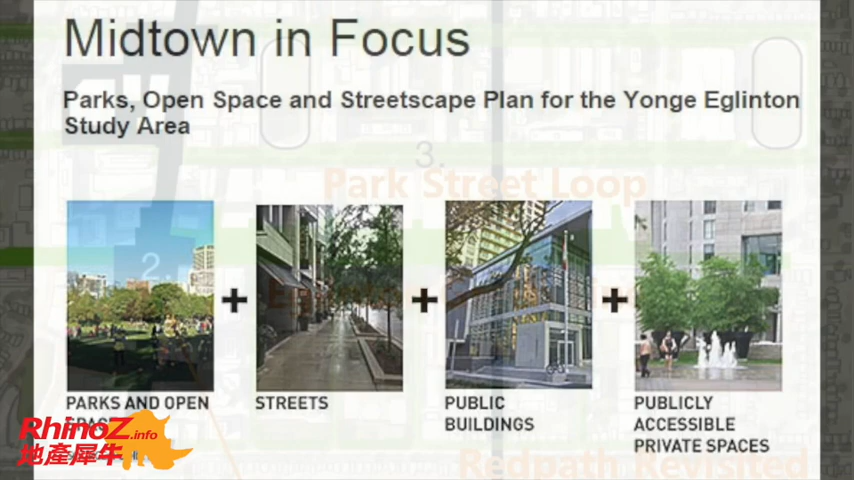 Midtown in Focus
Parks, Open Space and Streetscape Plan for the Yonge Eglinton
Study Area
3.
Park Street Loop
2.
PARKS AND OPEN
STREETS
PUBLIC
BUILDINGS
PUBLICLY
ACCESSIBLE
PRIVATE SPACES
RhinoZ.info
地產犀牛
Redpath Revisited